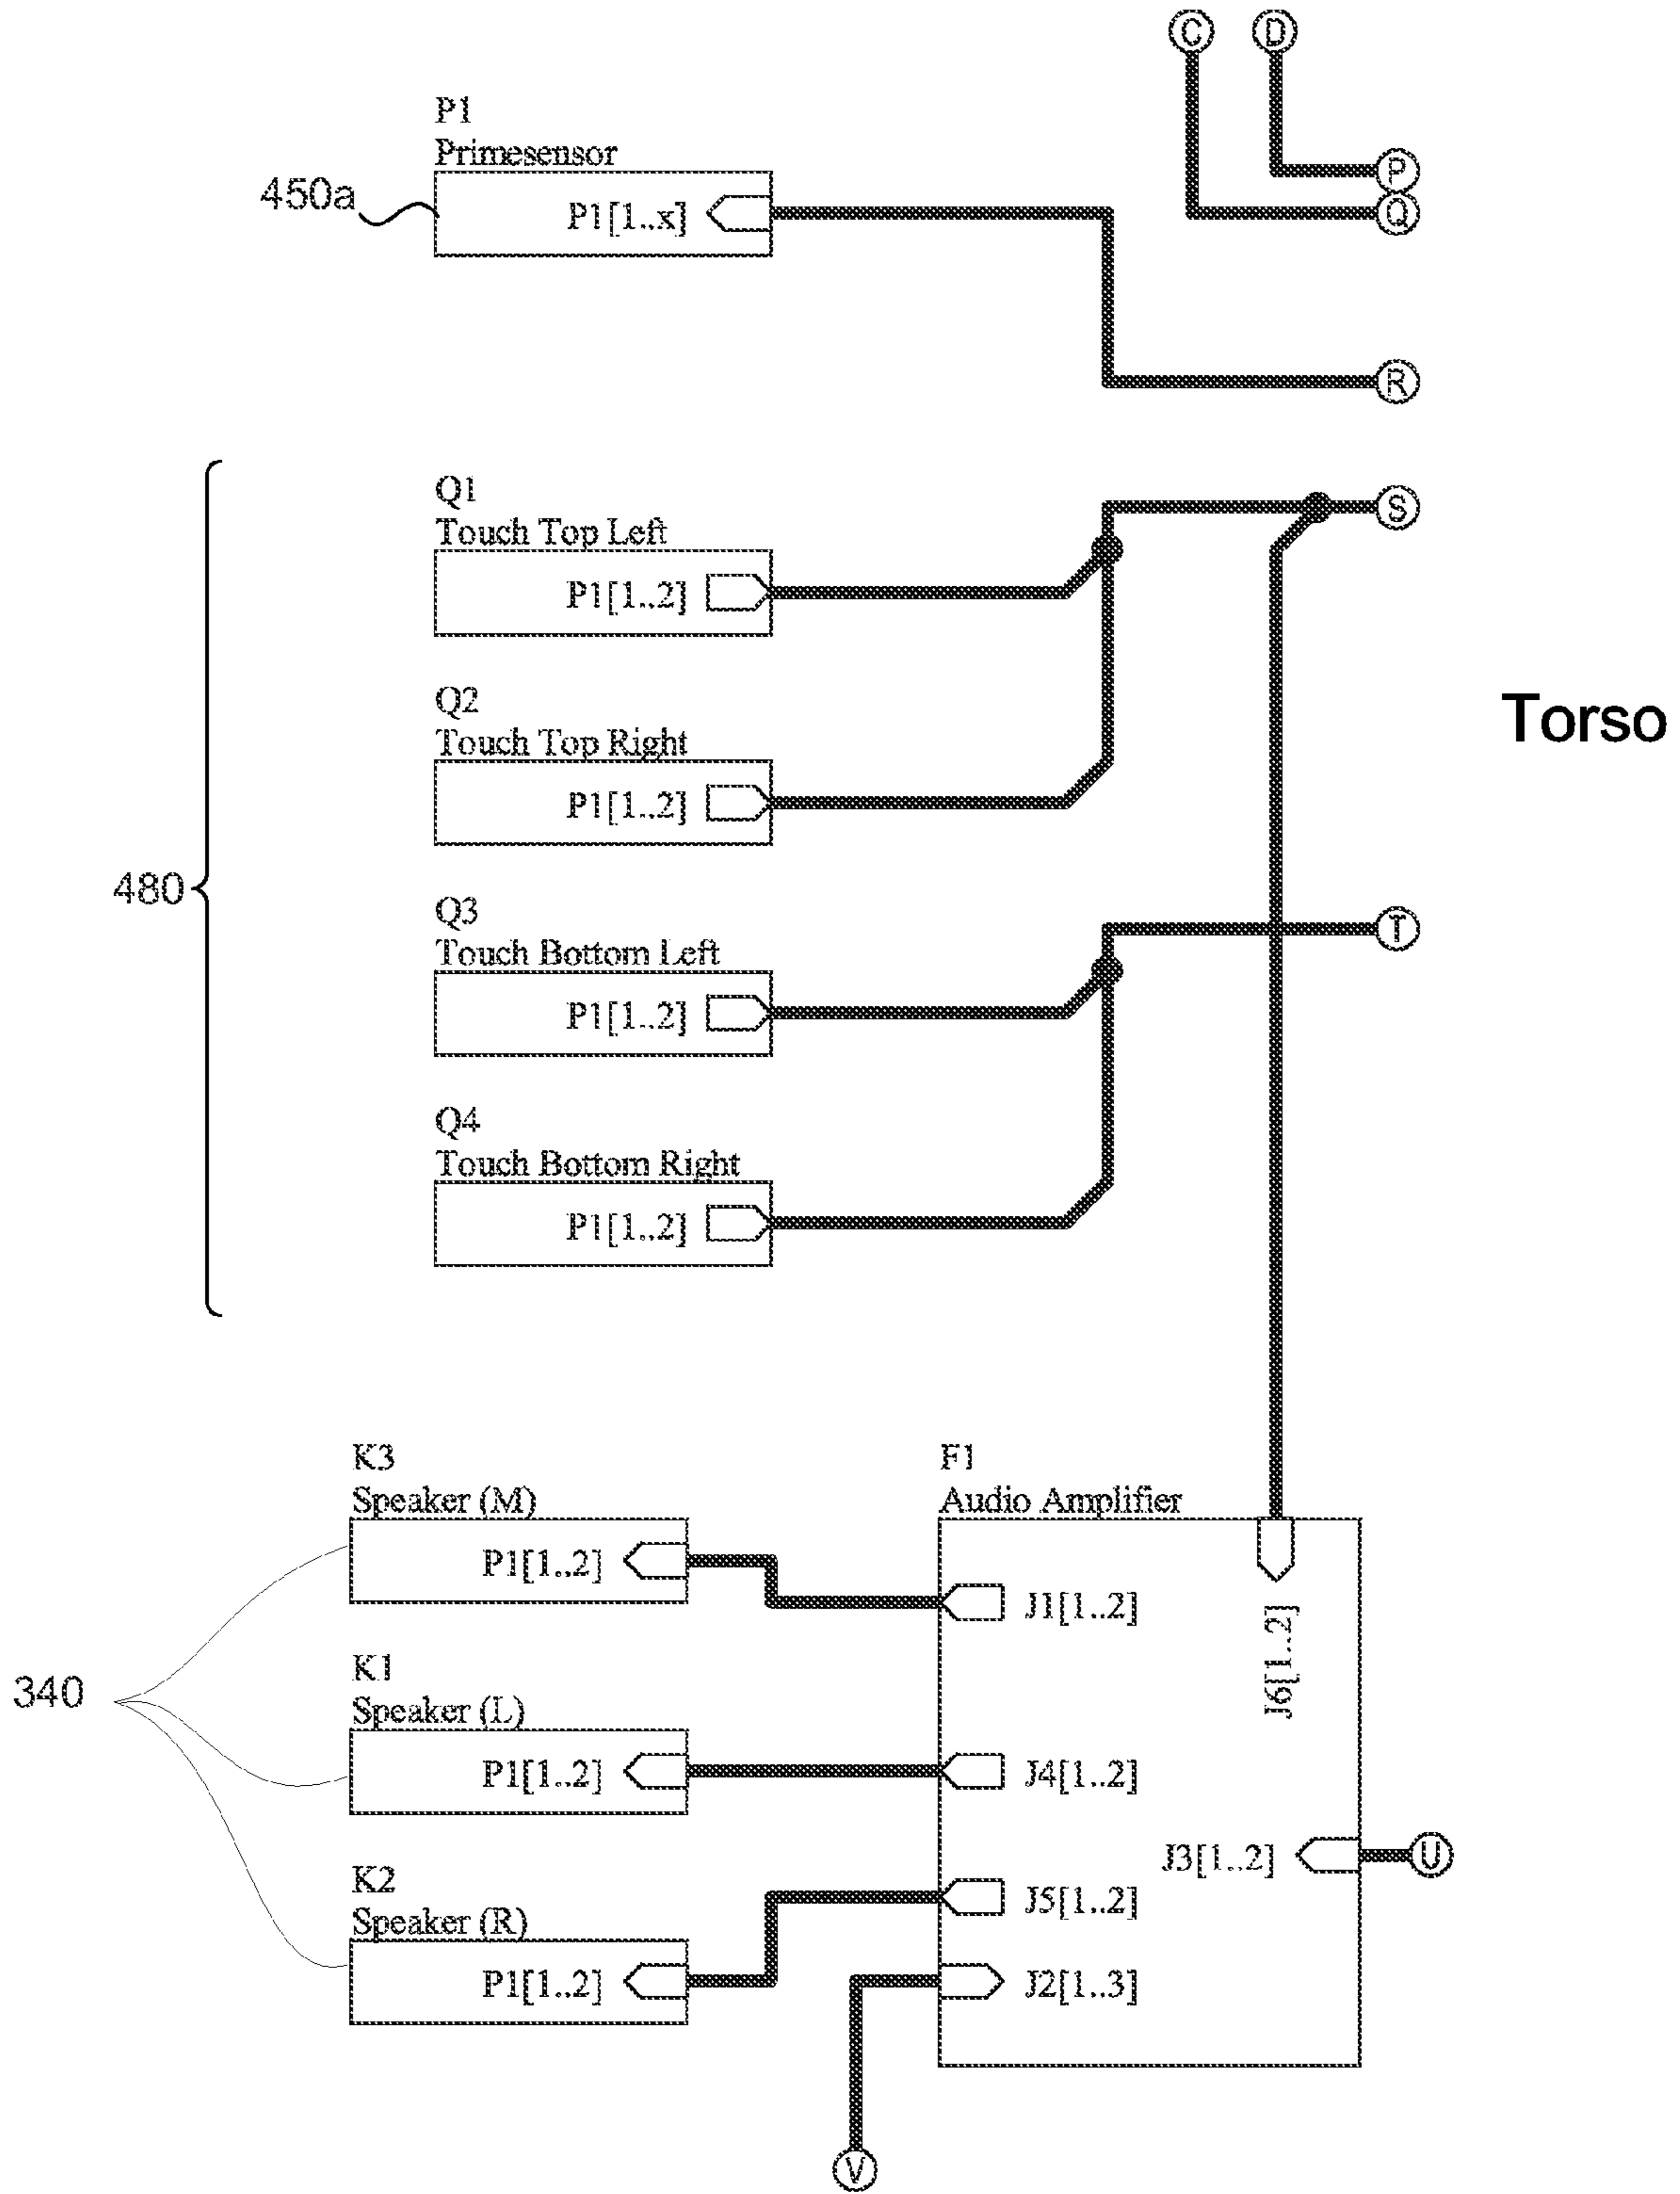 C D
P1
Primesensor
P
450a
P1[1..x]
Q
R
Q1
Touch Top Left
S
P1[1..2]
Q2
Touch Top Right
Torso
P1[1..2]
480
Q3
Touch Bottom Left
T
P1[1..2]
Q4
Touch Bottom Right
P1[1..2]
K3
Speaker (M)
F1
Audio Amplifier
P1[1..2]
J1[1..2]
J6[1..2]
340
K1
Speaker (L)
P1[1..2]
J4[1..2]
J3[1..2]
U
K2
Speaker (R)
J5[1..2]
P1[1..2]
J2[1..3]
V